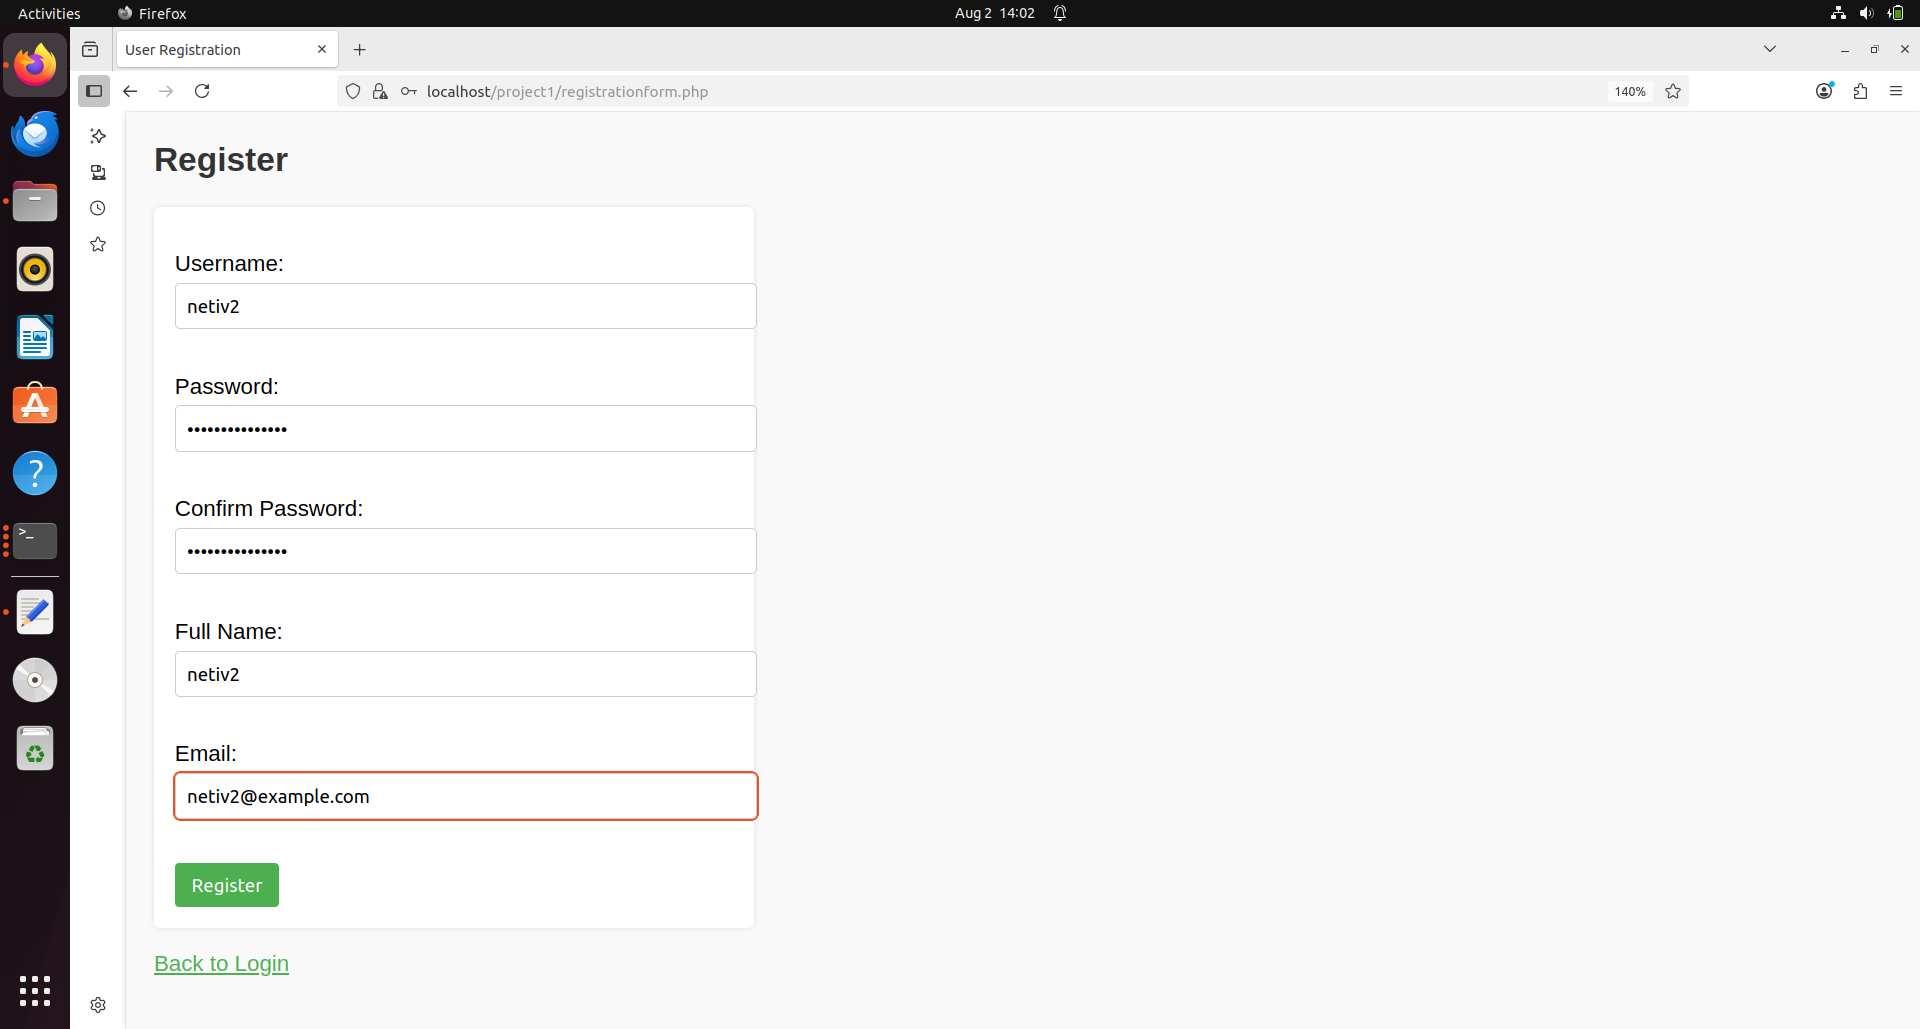 Activities
Firefox
Aug 2 14:02
User Registration
localhost/project1/registrationform.php
140%
Register
Username:
netiv2
Password:
•••••••••••••••
Confirm Password:
•••••••••••••••
Full Name:
netiv2
Email:
netiv2@example.com
Register
Back to Login